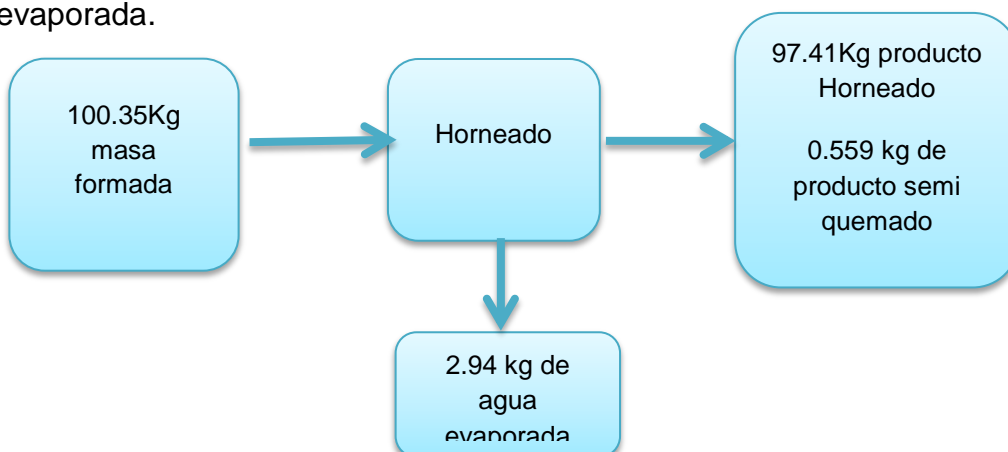 evaporada.
100.35Kg
masa
formada
Horneado
97.41Kg producto
Horneado
0.559 kg de
producto semi
quemado
2.94 kg de
agua
evaporada